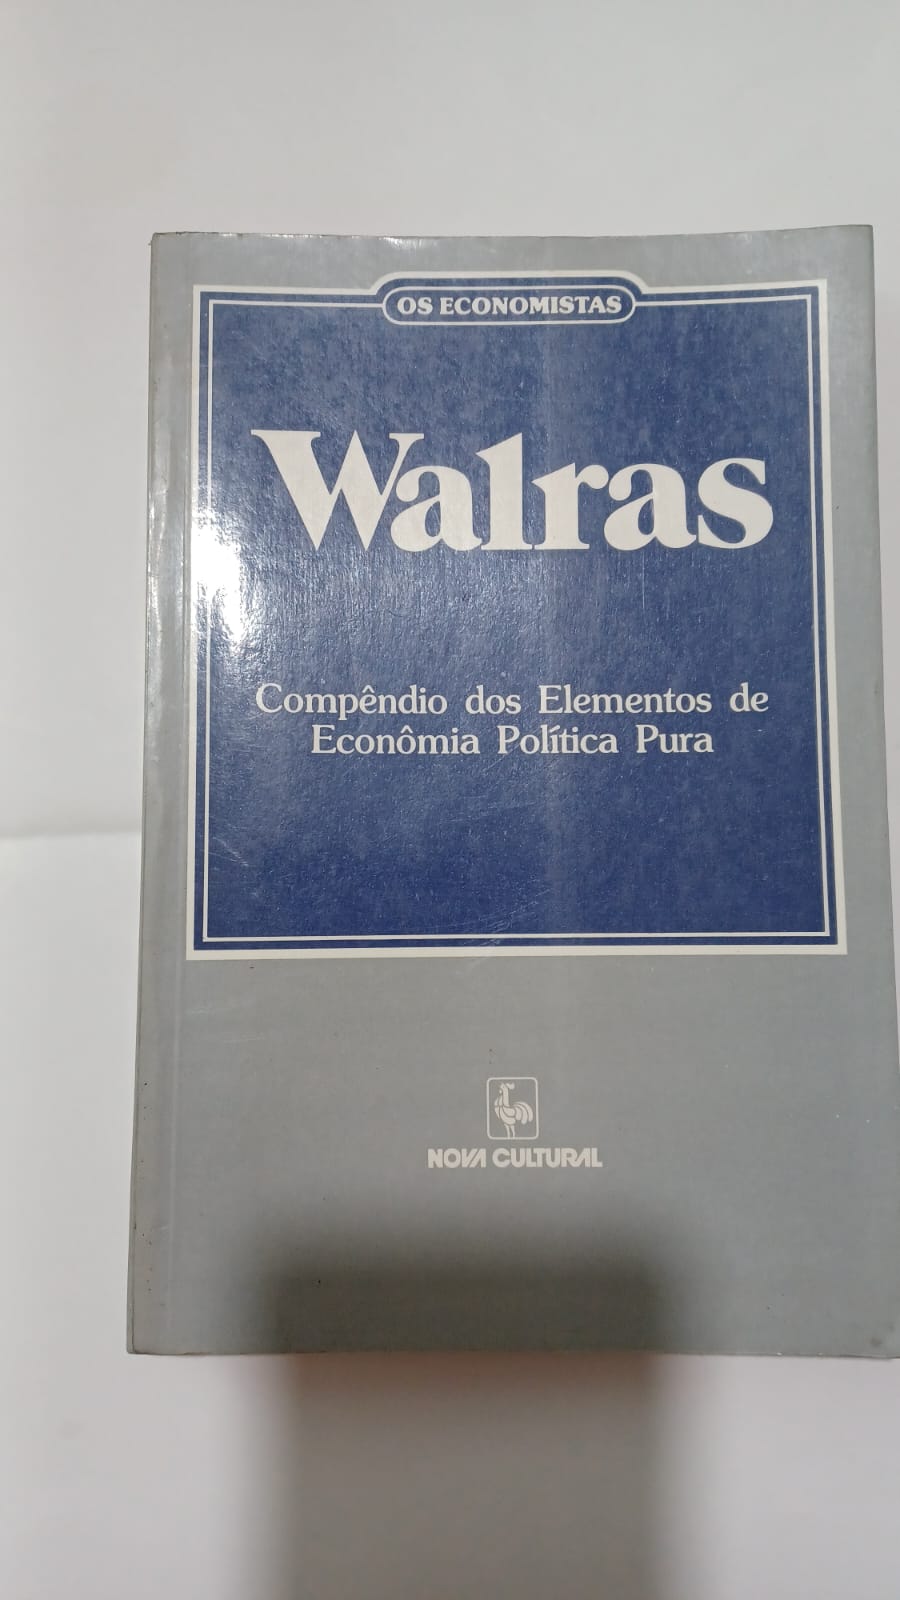 OS ECONOMISTAS
Walras
Compêndio dos Elementos de
Econômia Política Pura
NOVA CULTURAL